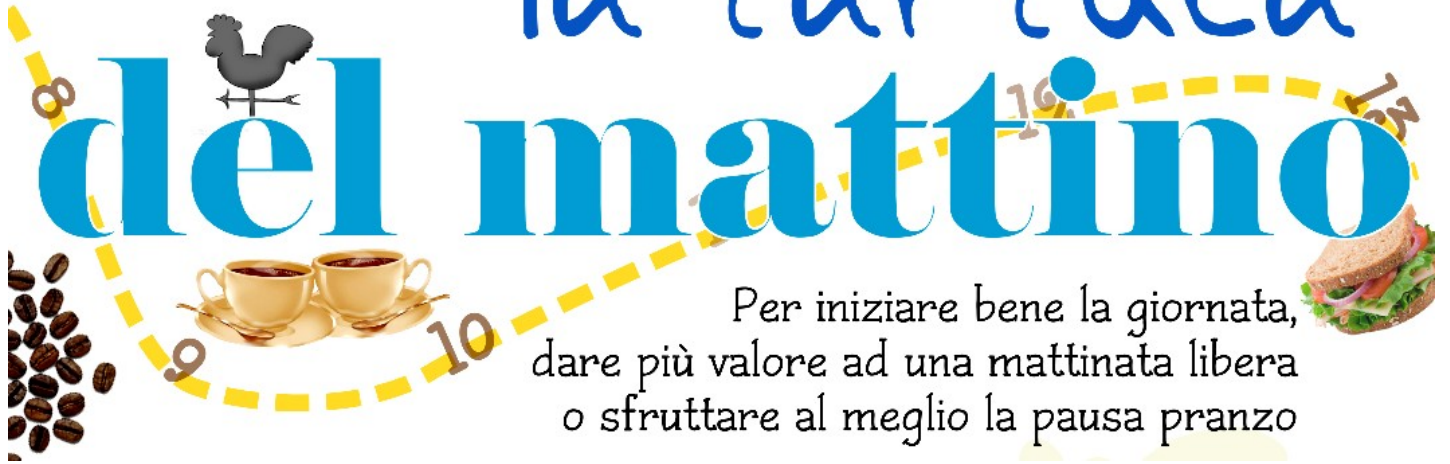 del mattino
8
9
10
13
Per iniziare bene la giornata,
dare più valore ad una mattinata libera
o sfruttare al meglio la pausa pranzo